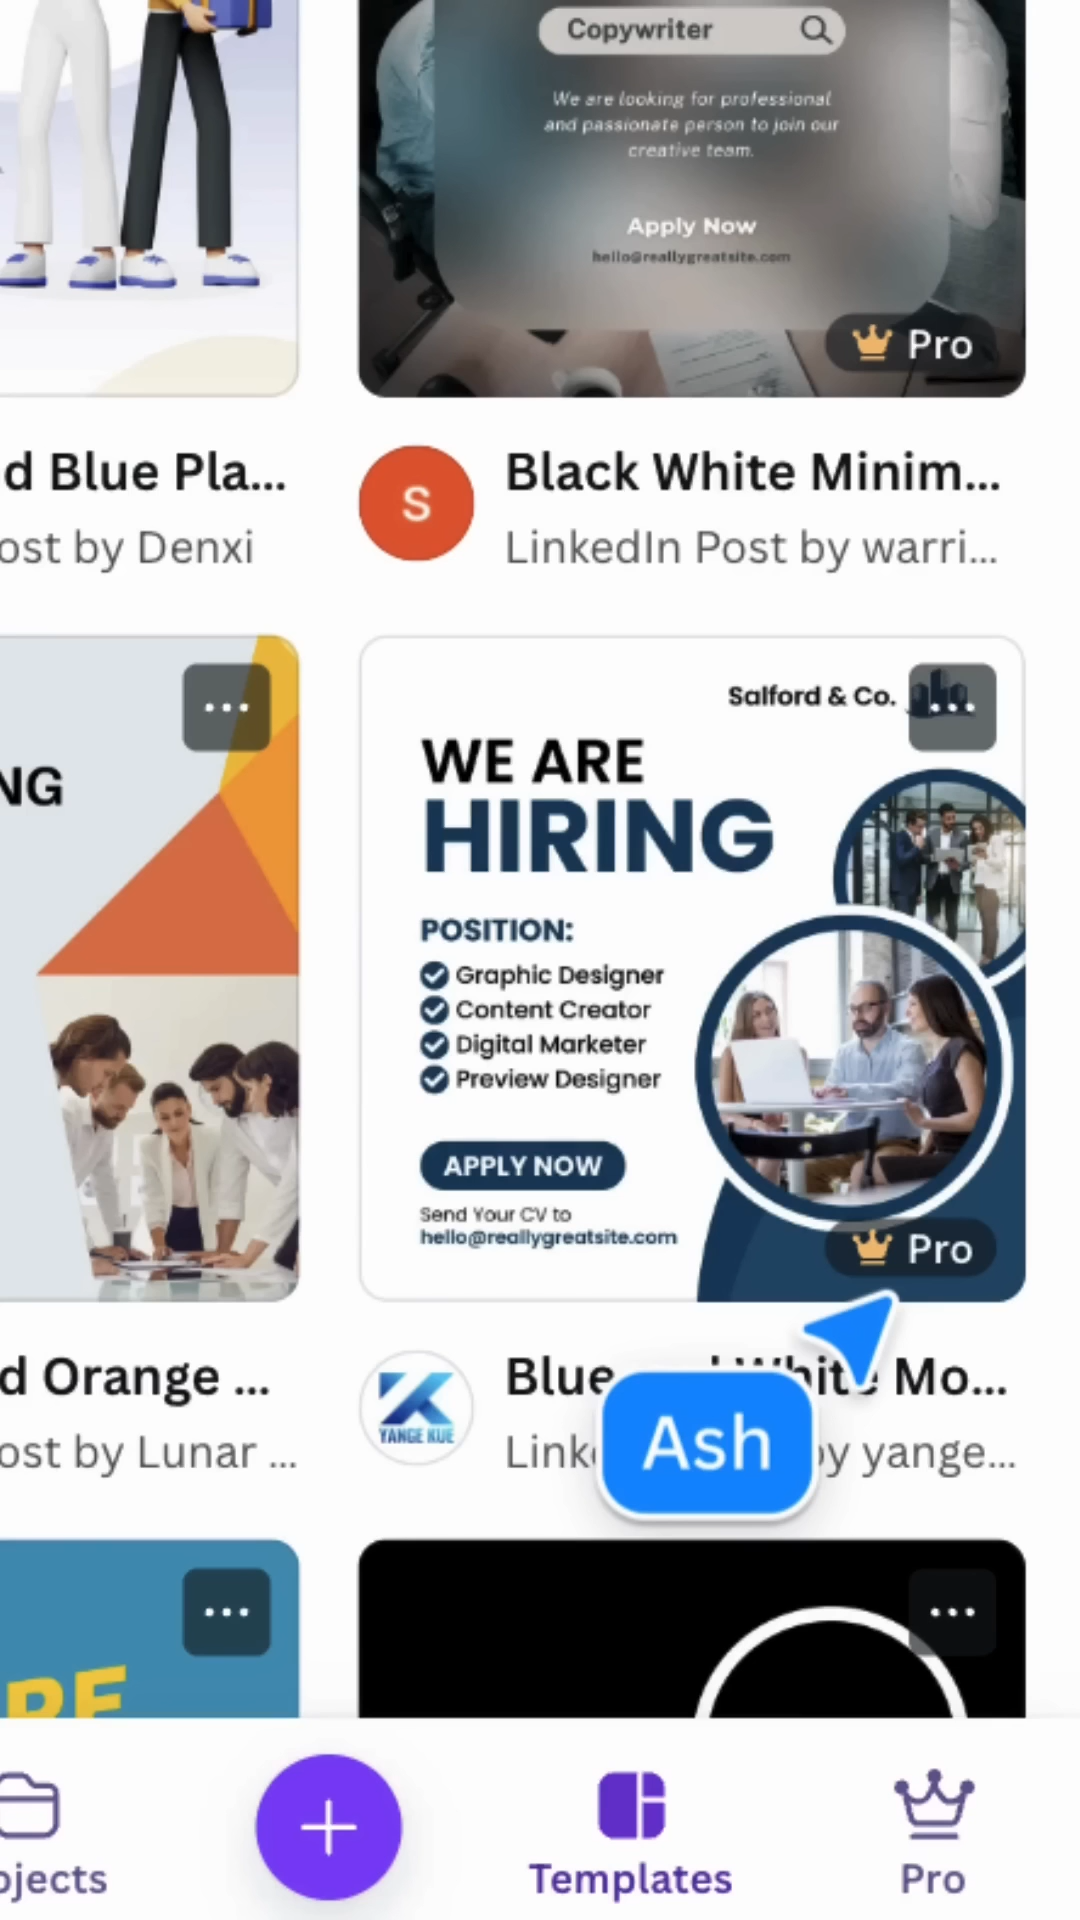 Copywriter
We are looking for professional
and passionate person to join our
creative team.
Apply Now
hello@reallygreatsite.com
Pro
d Blue Pla...
ost by Denxi
S
Black White Minim...
LinkedIn Post by warri...
NG
Salford & Co.
WE ARE
HIRING
POSITION:
Graphic Designer
Content Creator
Digital Marketer
Preview Designer
APPLY NOW
Send Your CV to
hello@reallygreatsite.com
Pro
d Orange ...
ost by Lunar ...
YANGE KUE
Blue White Mo...
Link by yange...
Ash
RE
ojects
Templates
Pro